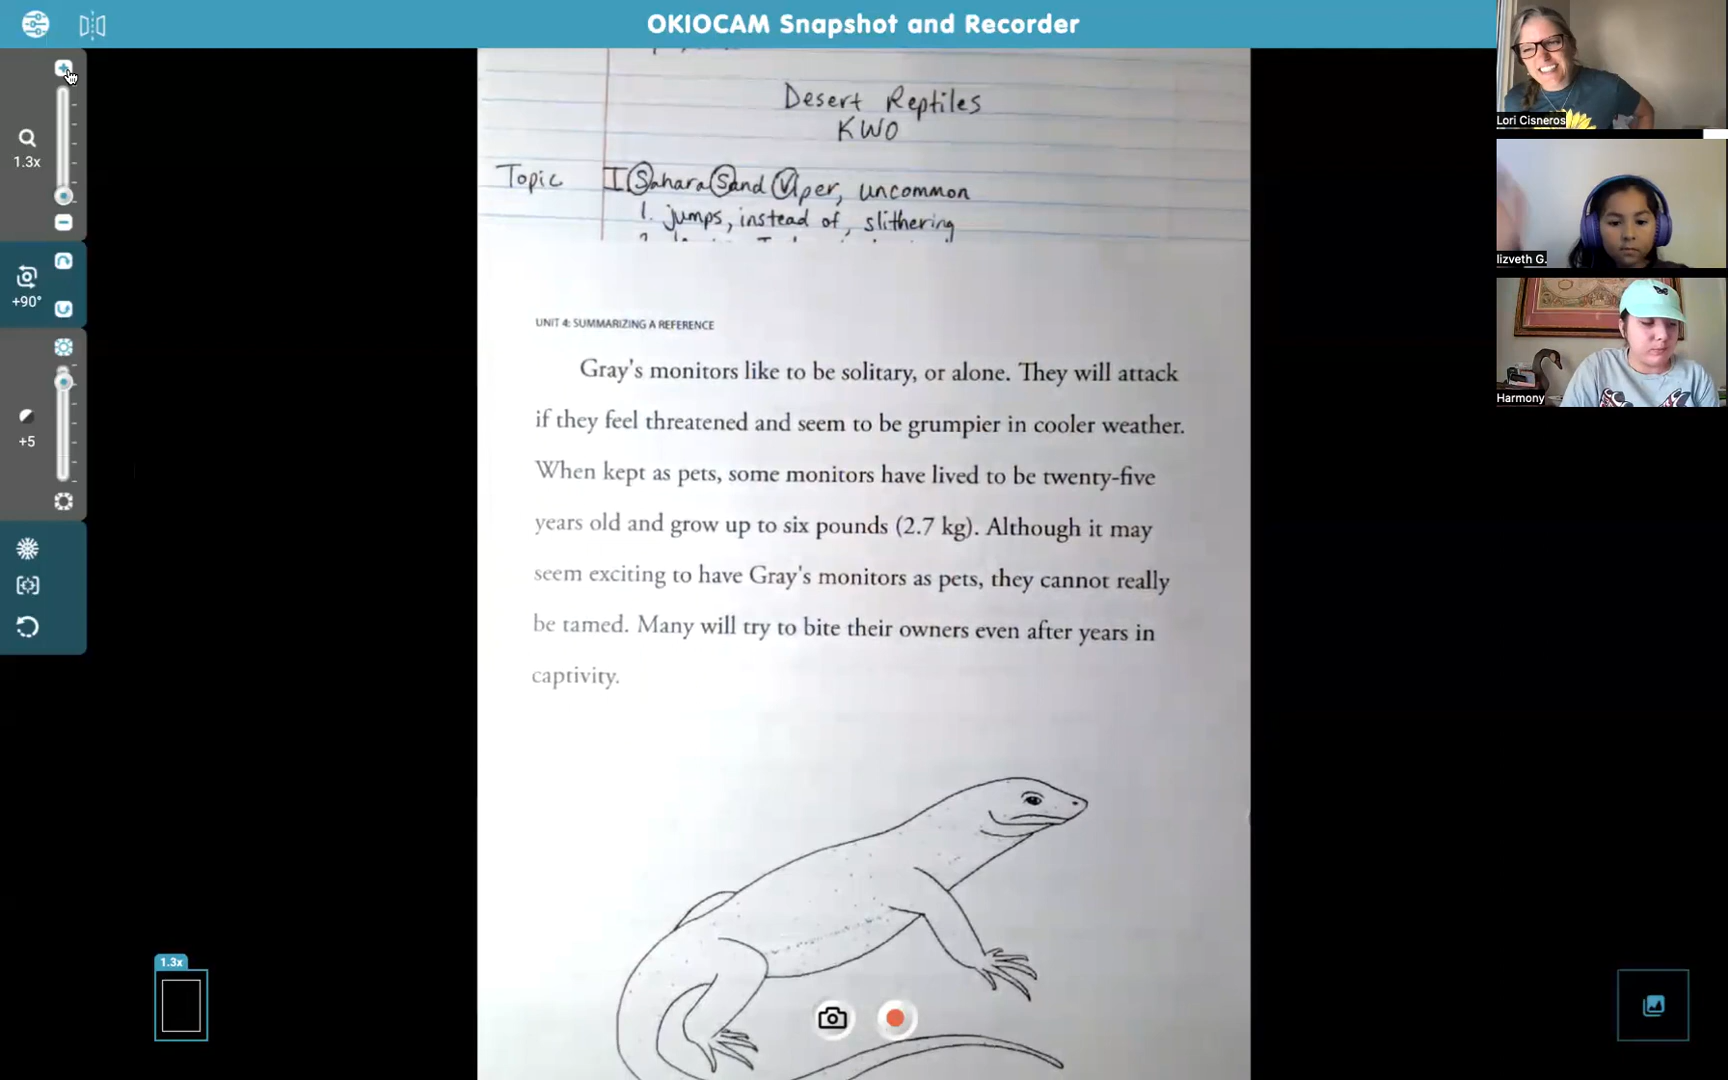 OKIOCAM Snapshot and Recorder
1.3x
+90°
+5
1.3x
Desert Reptiles
KWO
Topic I Sahara Sand Viper, uncommon
1. jumps, instead of, slithering
UNIT 4: SUMMARIZING A REFERENCE
Gray's monitors like to be solitary, or alone. They will attack
if they feel threatened and seem to be grumpier in cooler weather.
When kept as pets, some monitors have lived to be twenty-five
years old and grow up to six pounds (2.7 kg). Although it may
seem exciting to have Gray's monitors as pets, they cannot really
be tamed. Many will try to bite their owners even after years in
captivity.
Lori Cisneros
lizveth G.
Harmony